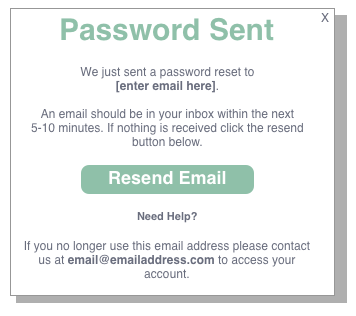 X
Password Sent
We just sent a password reset to
[enter email here].
An email should be in your inbox within the next
5-10 minutes. If nothing is received click the resend
button below.
Resend Email
Need Help?
If you no longer use this email address please contact
us at email@emailaddress.com to access your
account.